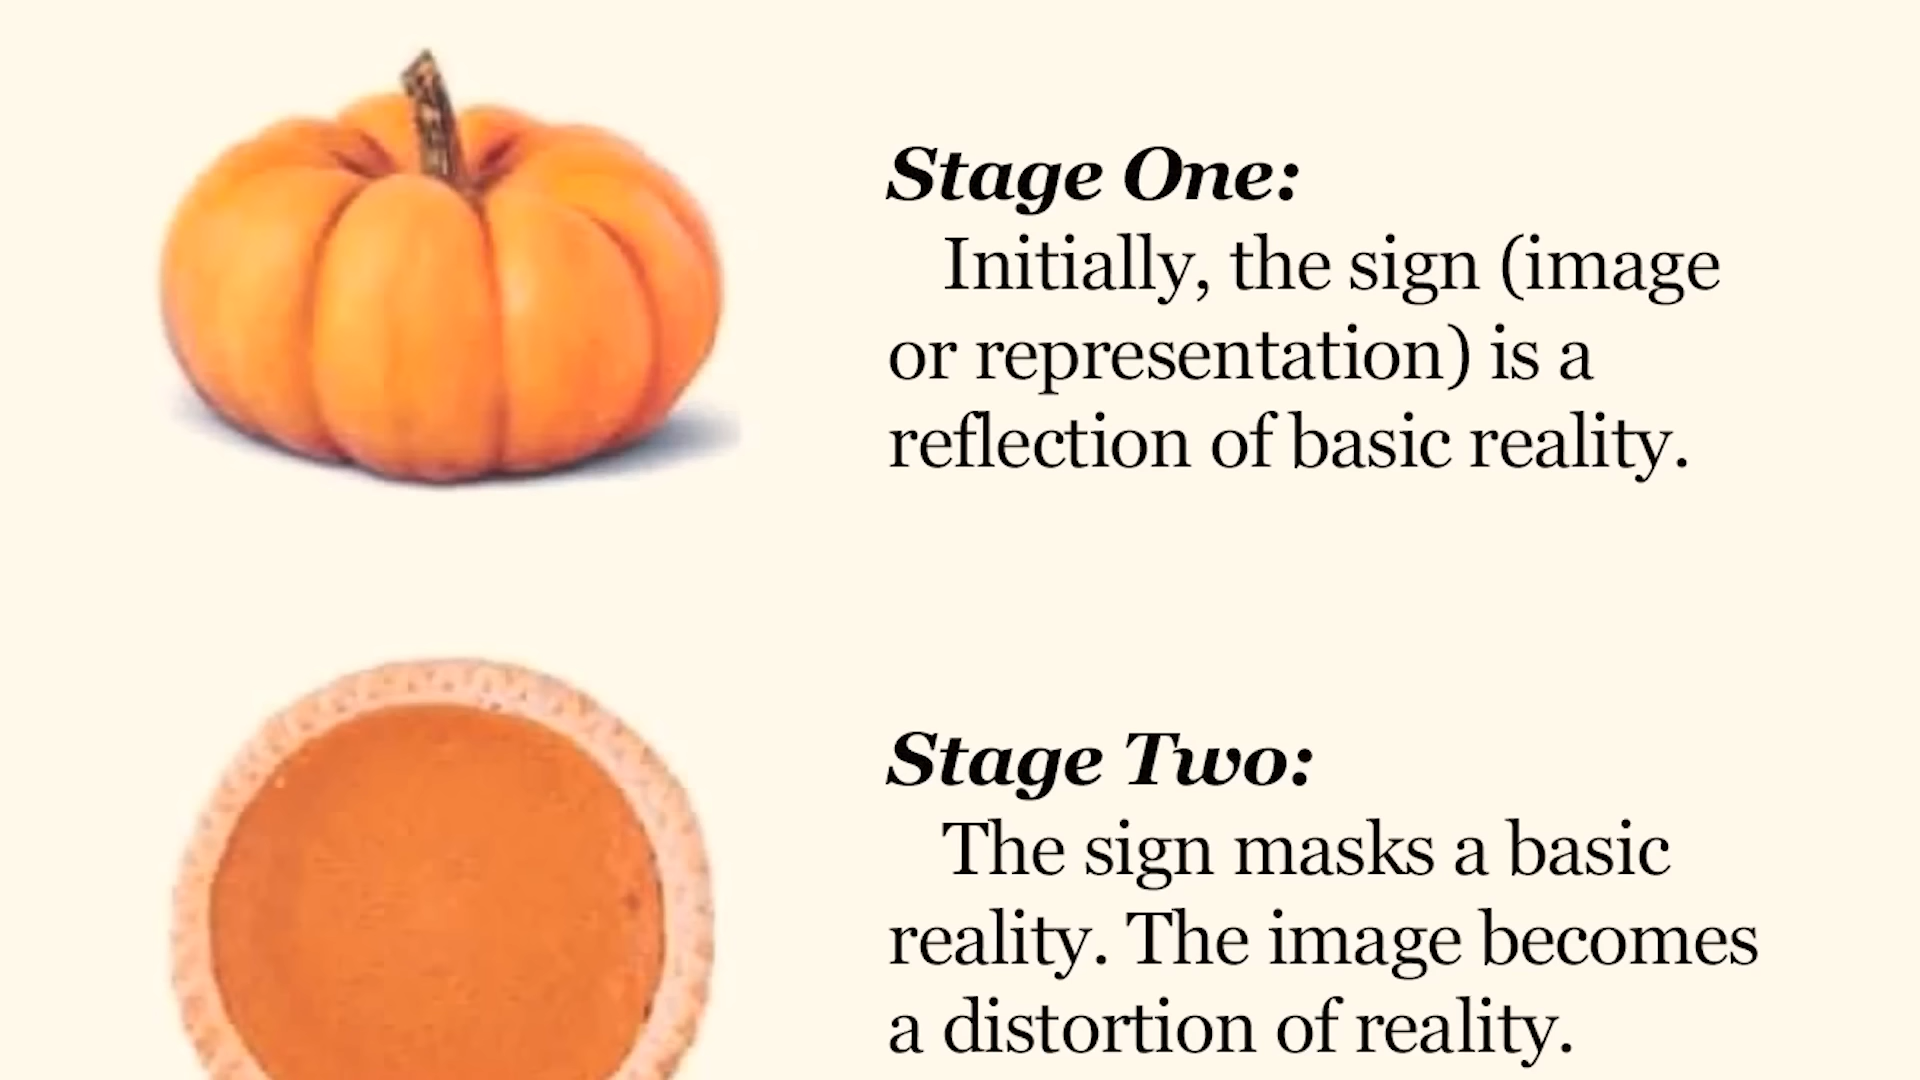 Stage One:
Initially, the sign (image
or representation) is a
reflection of basic reality.
Stage Two:
The sign masks a basic
reality. The image becomes
a distortion of reality.